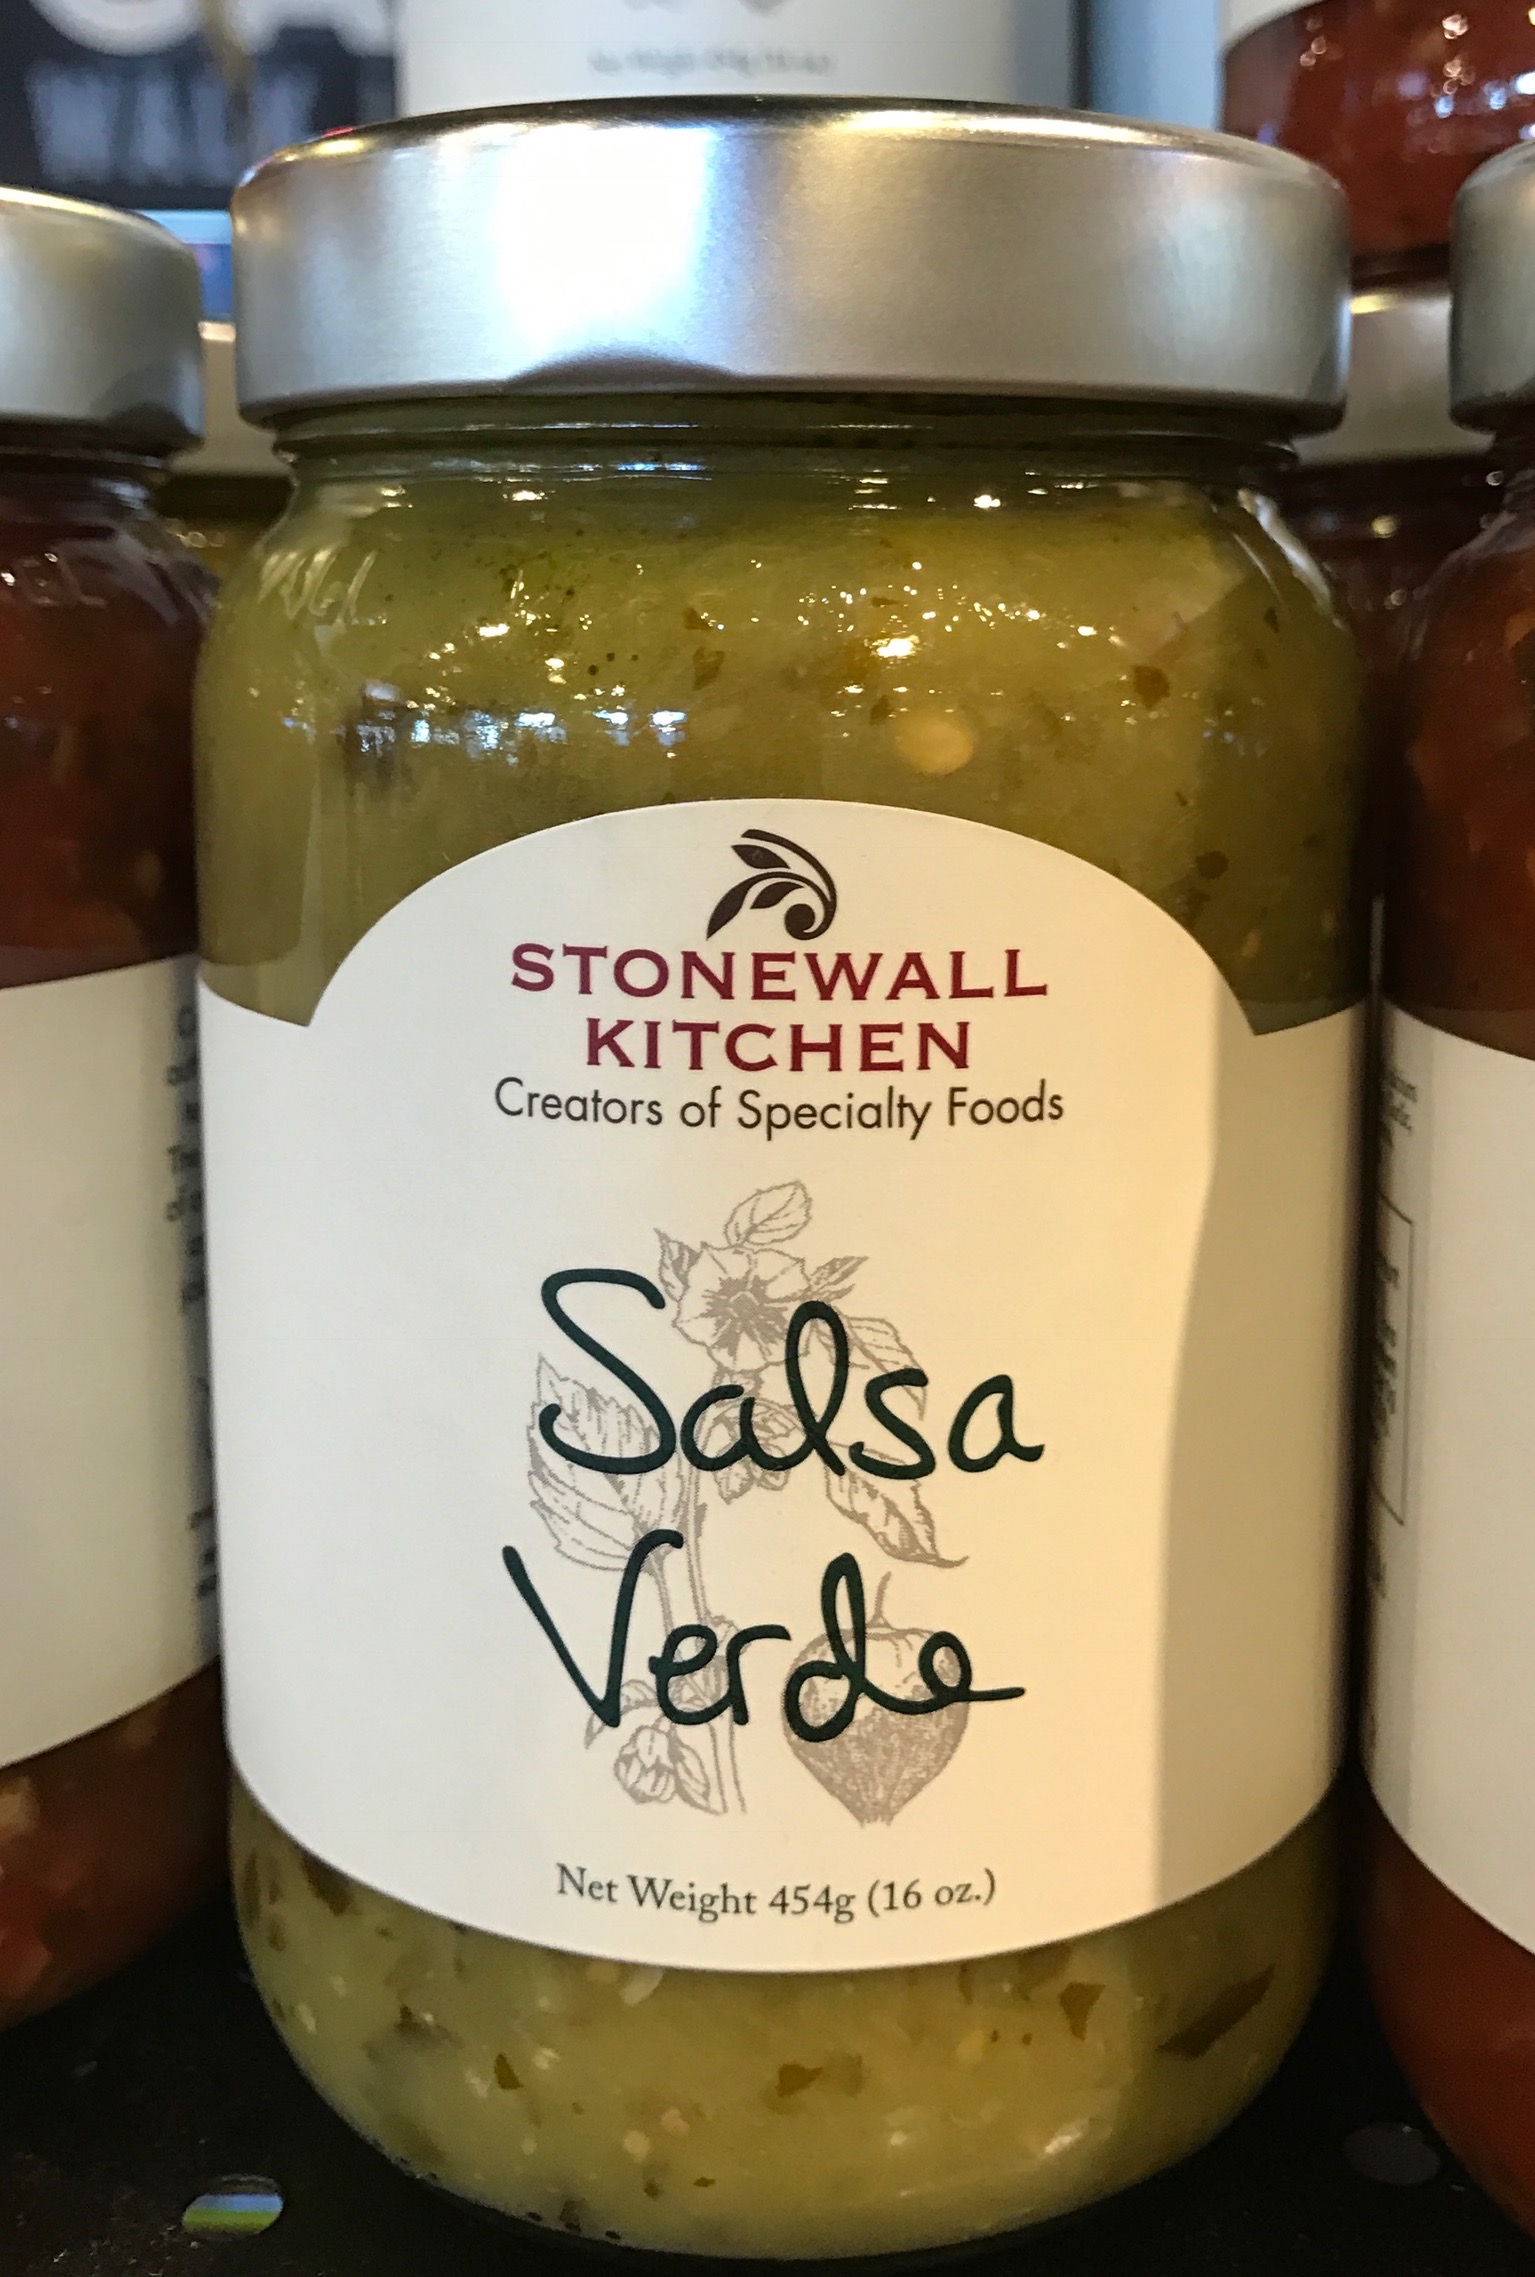 STONEWALL
KITCHEN
Creators of Specialty Foods
Salsa
Verde
Net Weight 454g (16 oz.)